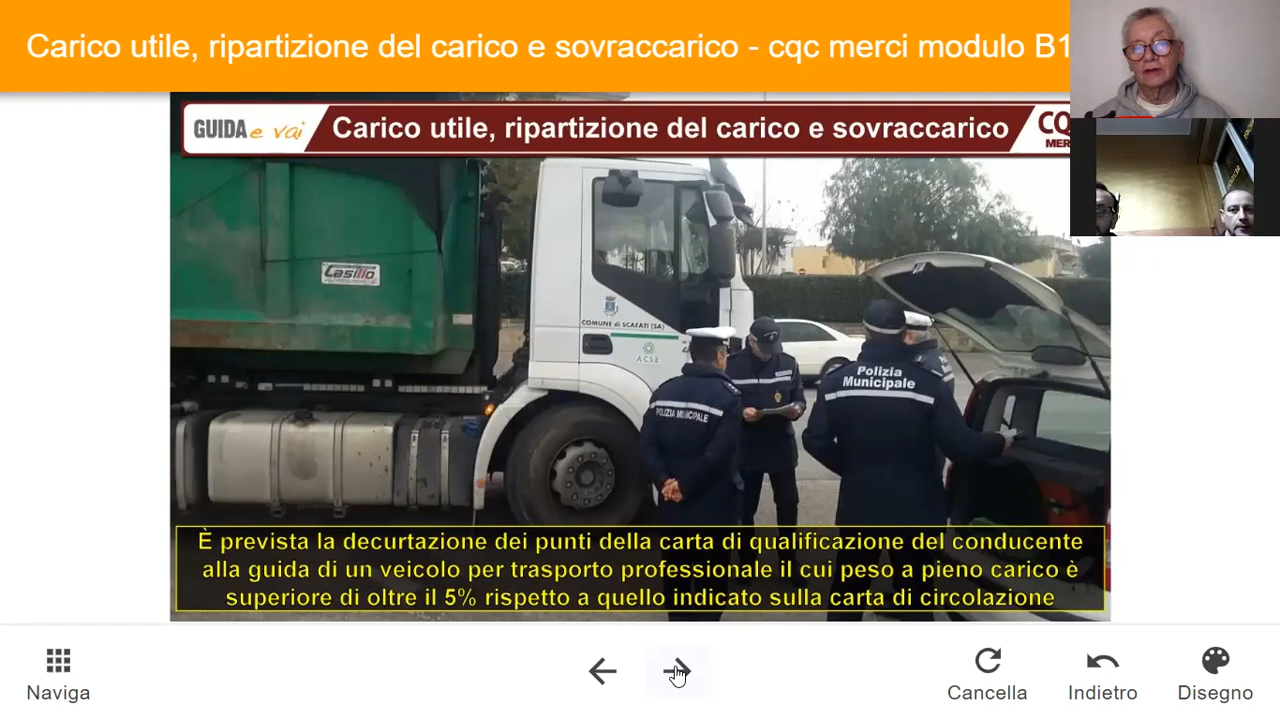 Carico utile, ripartizione del carico e sovraccarico - cqc merci modulo B1
GUIDA e vai
Carico utile, ripartizione del carico e sovraccarico
CQ
MER
Casillo
COMUNE di SCAFATI (SA)
ACSE
POLIZIA MUNICIPALE
Polizia
Municipale
È prevista la decurtazione dei punti della carta di qualificazione del conducente
alla guida di un veicolo per trasporto professionale il cui peso a pieno carico è
superiore di oltre il 5% rispetto a quello indicato sulla carta di circolazione
Naviga
Cancella
Indietro
Disegno